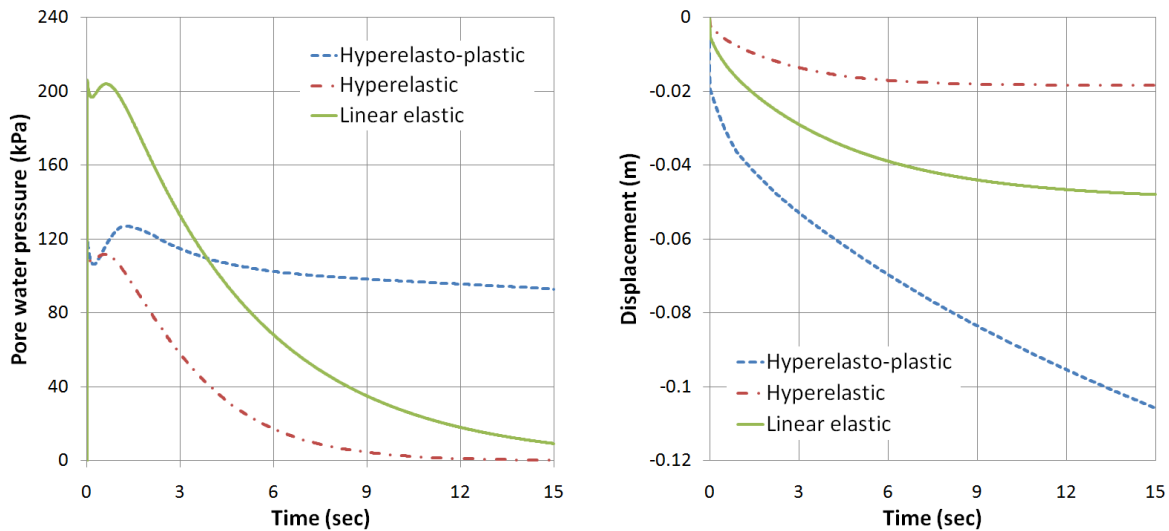 Pore water pressure (kPa)
240
200
160
120
80
40
0
Hyperelasto-plastic
Hyperelastic
Linear elastic
0 3 6 9 12 15
Time (sec)
Displacement (m)
-0
-0.02
-0.04
-0.06
-0.08
-0.1
-0.12
Hyperelasto-plastic
Hyperelastic
Linear elastic
0 3 6 9 12 15
Time (sec)